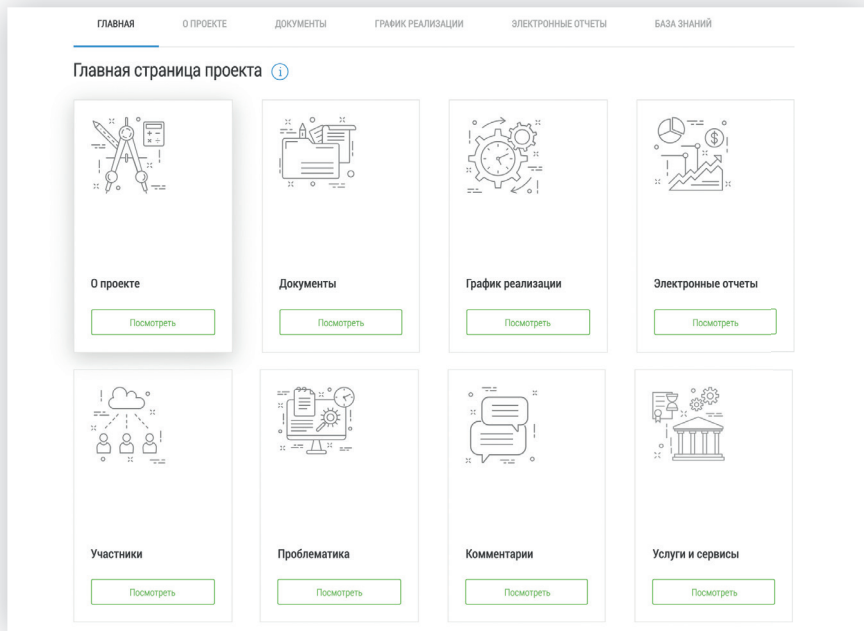 ГЛАВНАЯ О ПРОЕКТЕ ДОКУМЕНТЫ ГРАФИК РЕАЛИЗАЦИИ ЭЛЕКТРОННЫЕ ОТЧЕТЫ БАЗА ЗНАНИЙ
Главная страница проекта
О проекте Документы График реализации Электронные отчеты
Посмотреть Посмотреть Посмотреть Посмотреть
Участники Проблематика Комментарии Услуги и сервисы
Посмотреть Посмотреть Посмотреть Посмотреть